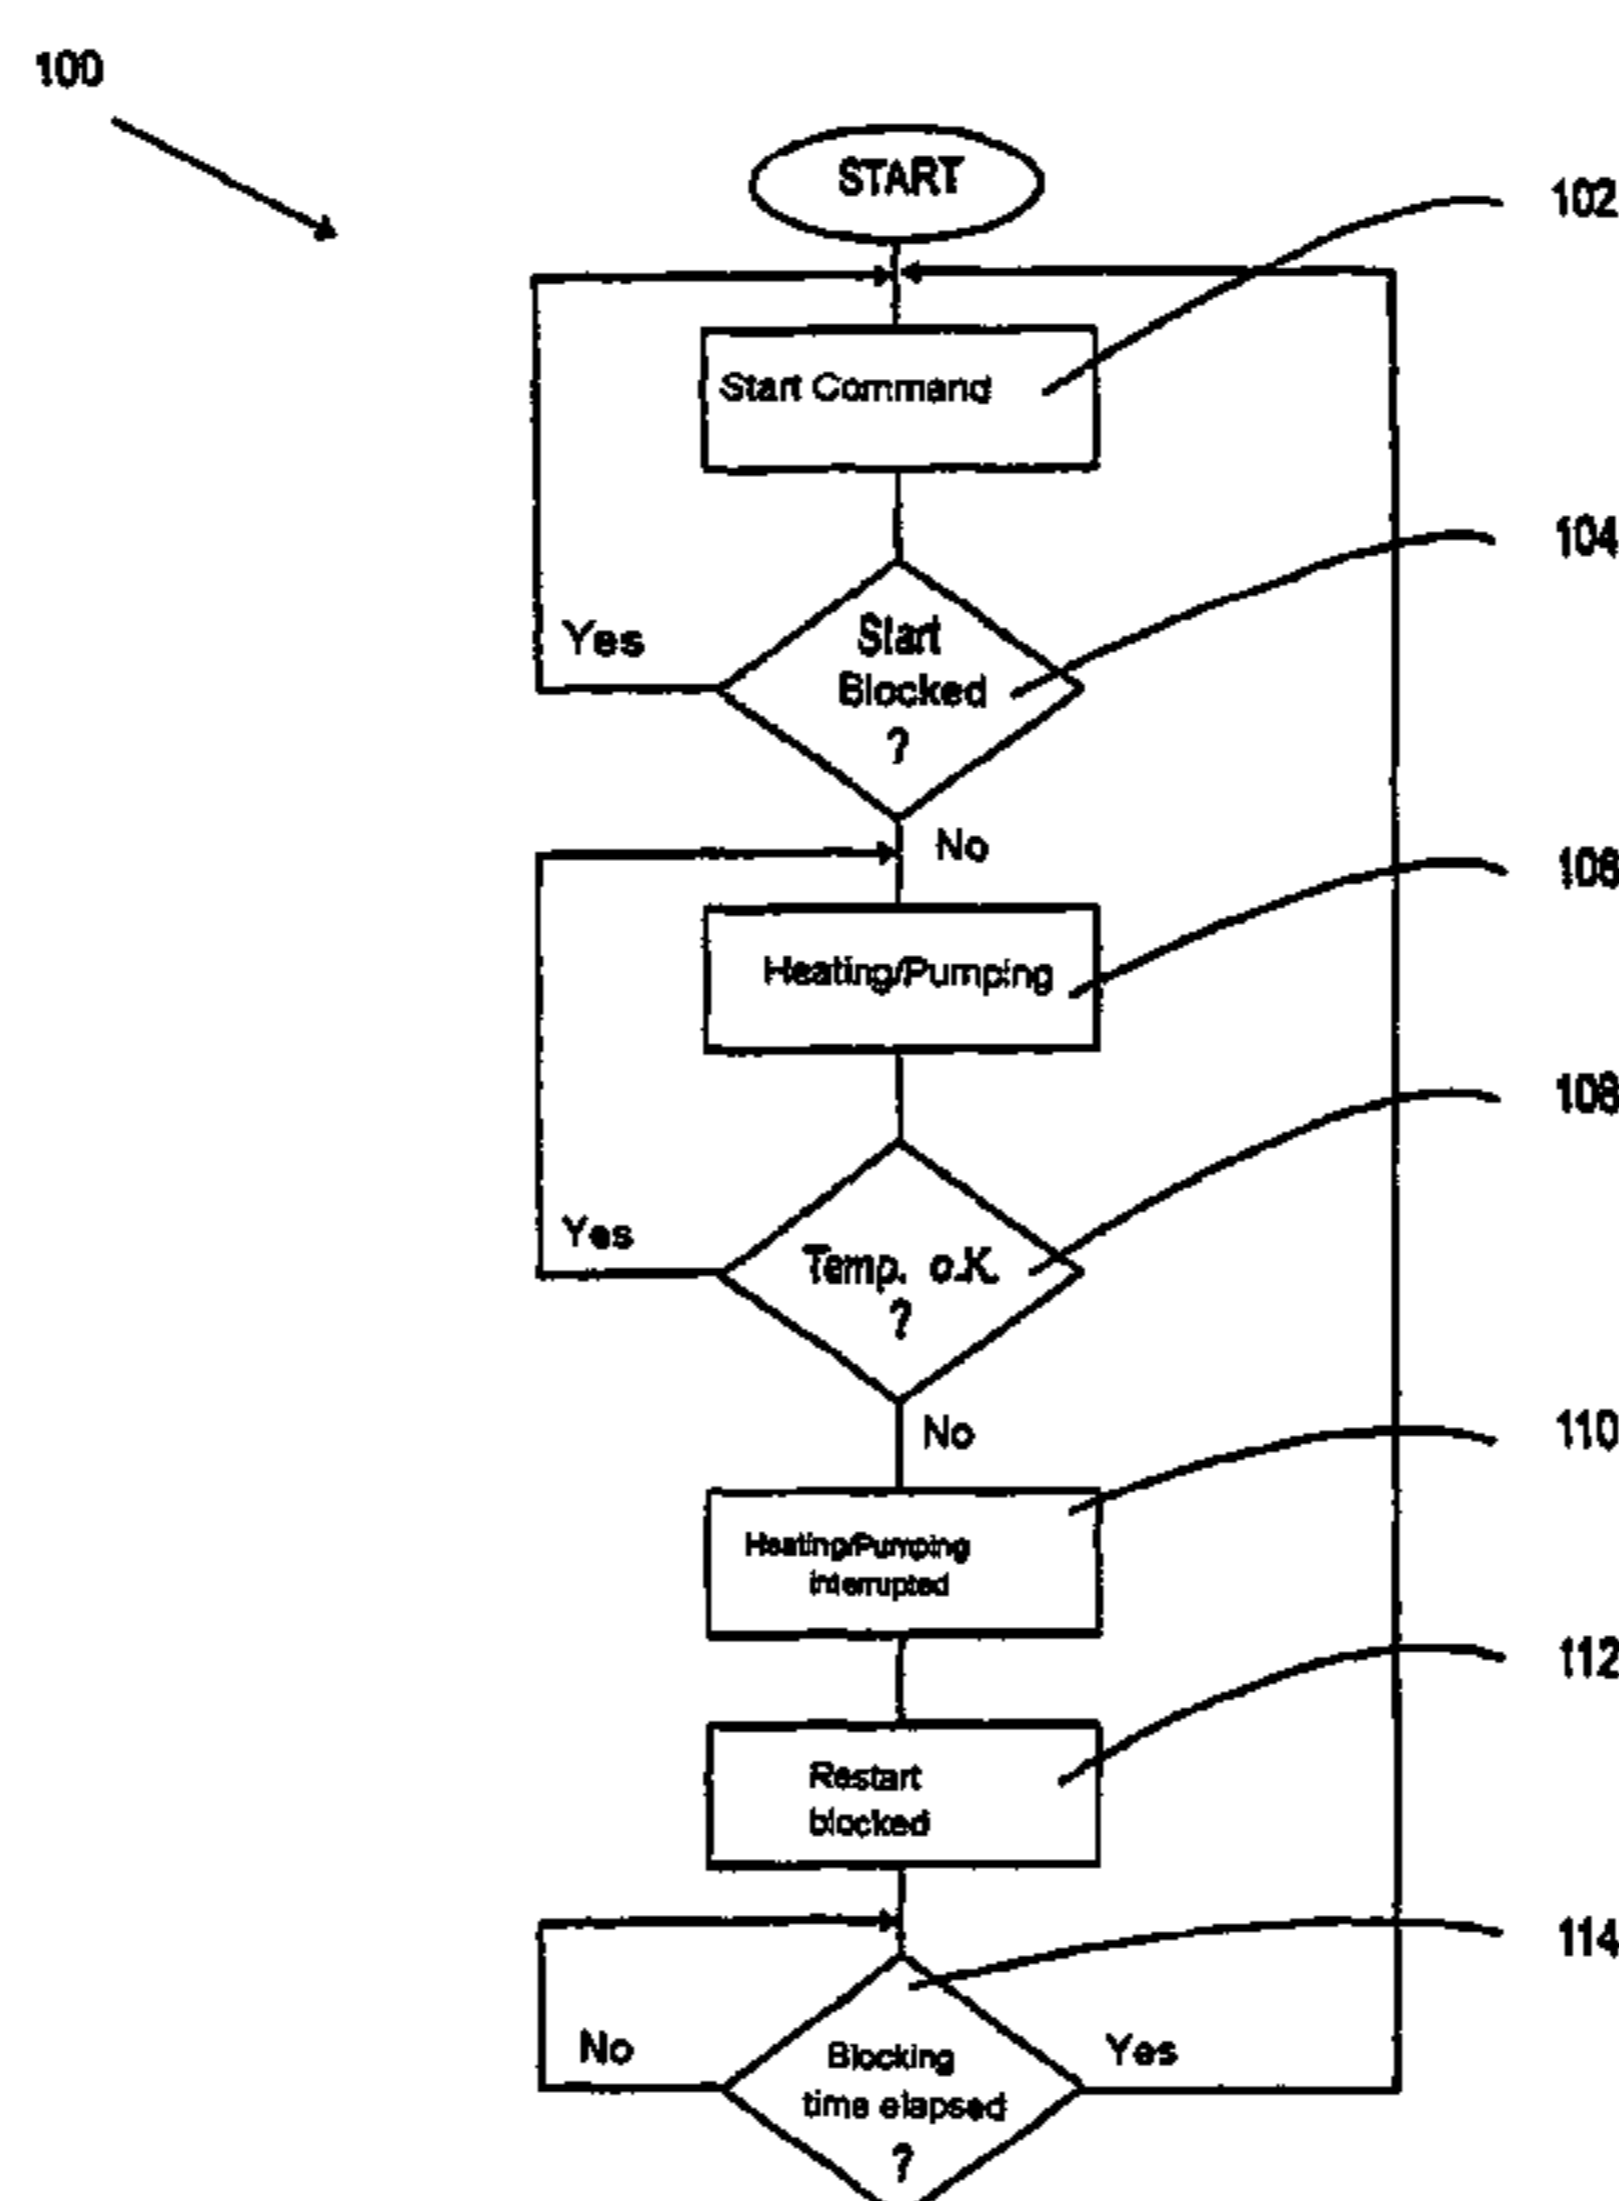 100
START
102
Start Command
104
Start
Blocked
?
Yes
No
106
Heating/Pumping
108
Yes
Temp. o.K.
?
No
110
Heating/Pumping
interrupted
112
Restart
blocked
114
No
Blocking
time elapsed
?
Yes